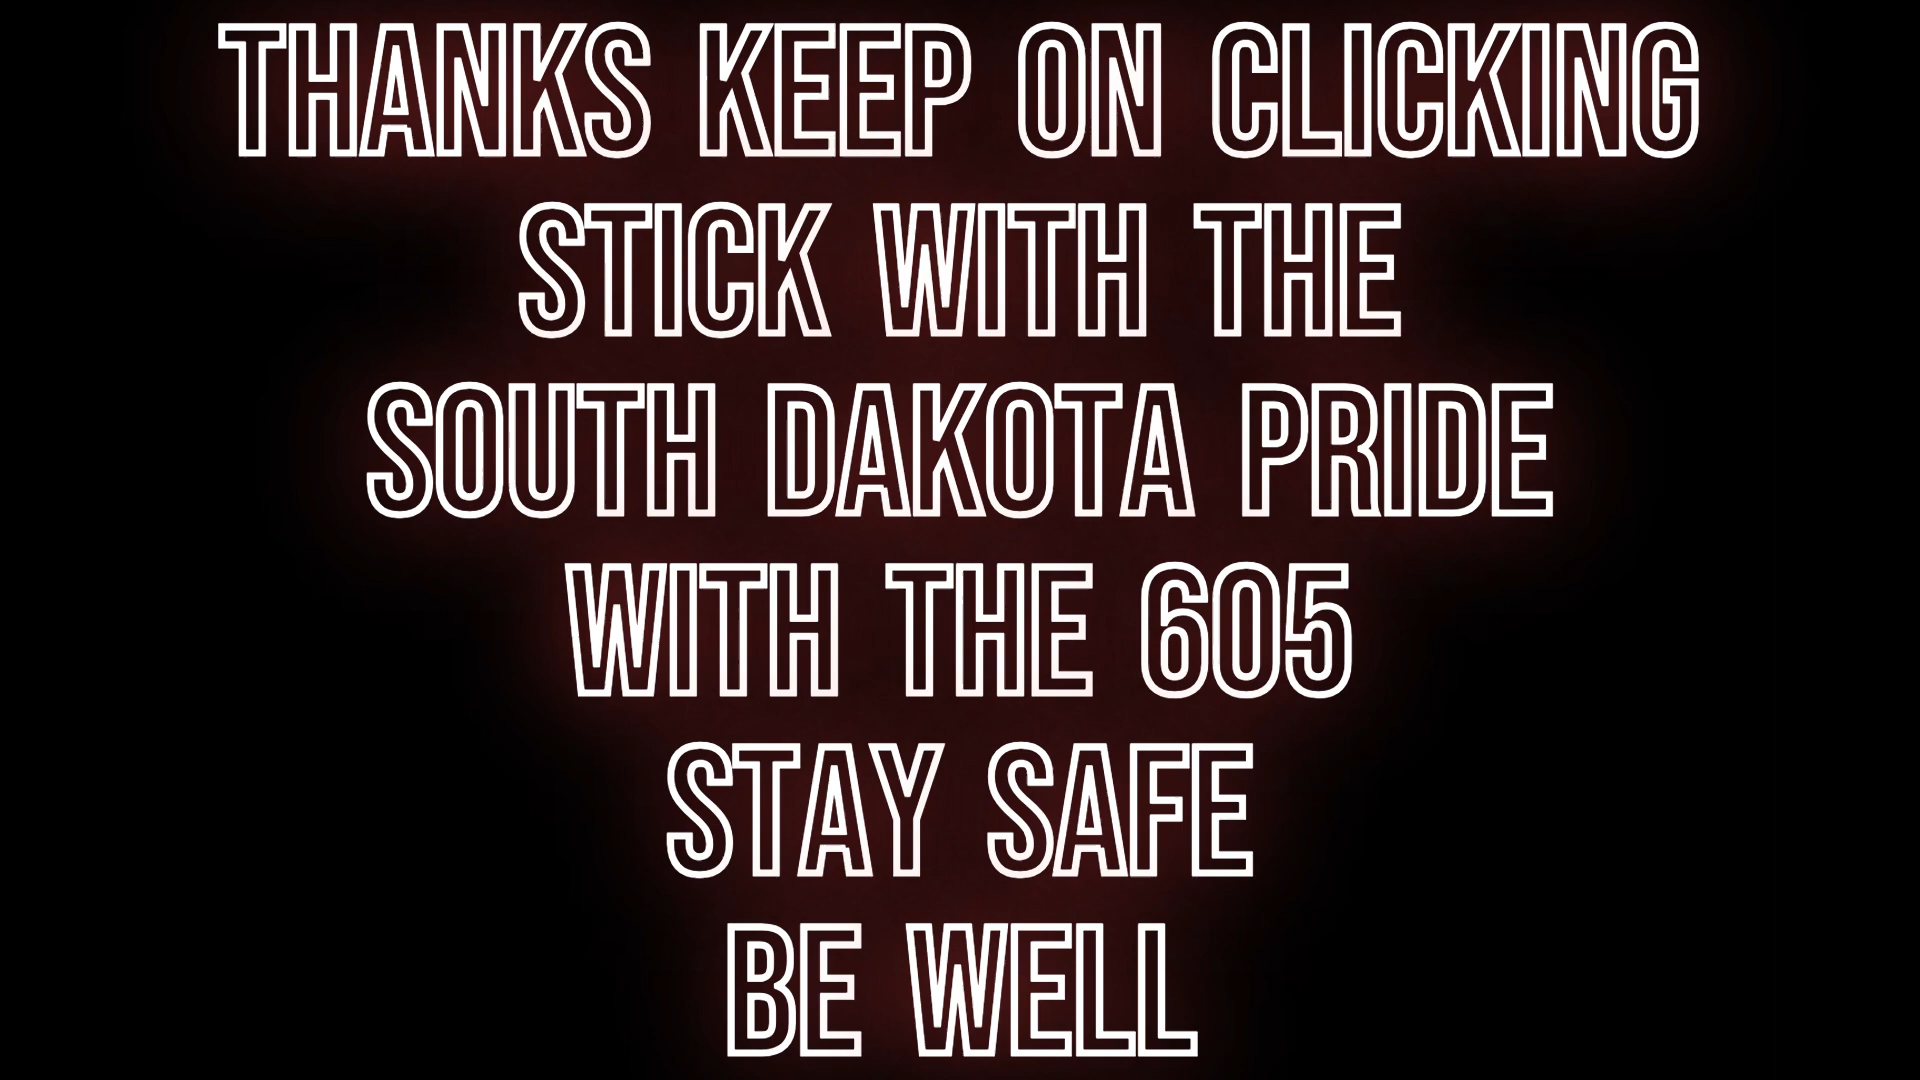 THANKS KEEP ON CLICKING
STICK WITH THE
SOUTH DAKOTA PRIDE
WITH THE 605
STAY SAFE
BE WELL